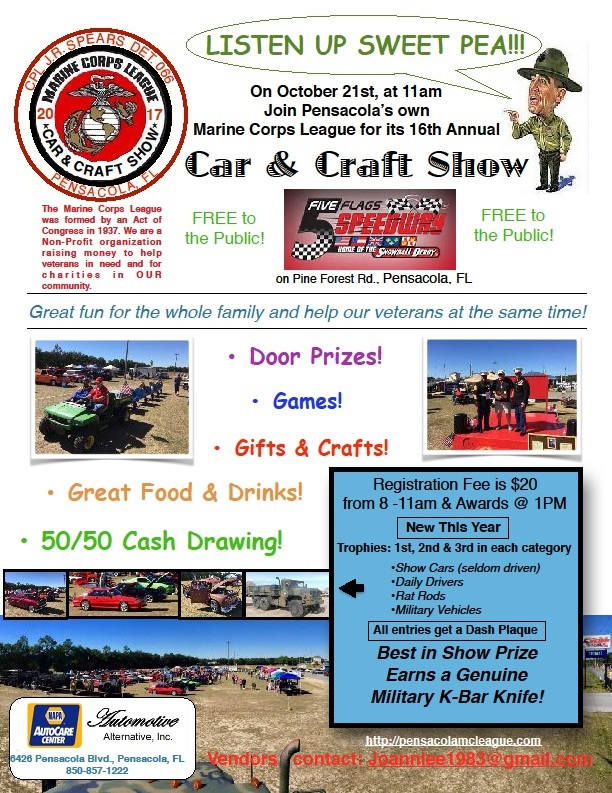 LISTEN UP SWEET PEA!!!
CPL. J.R. SPEARS DET. 066
MARINE CORPS LEAGUE
2017
CAR & CRAFT SHOW
PENSACOLA, FL
On October 21st, at 11am
Join Pensacola's own
Marine Corps League for its 16th Annual
Car & Craft Show
The Marine Corps League
was formed by an Act of
Congress in 1937. We are a
Non-Profit organization
raising money to help
veterans in need and for
charities in OUR
community.
FREE to
the Public!
FIVE FLAGS
5 SPEEDWAY
HOME OF THE SNOWBALL DERBY
FREE to
the Public!
on Pine Forest Rd., Pensacola, FL
Great fun for the whole family and help our veterans at the same time!
• Door Prizes!
• Games!
• Gifts & Crafts!
• Great Food & Drinks!
• 50/50 Cash Drawing!
Registration Fee is $20
from 8 -11am & Awards @ 1PM
New This Year
Trophies: 1st, 2nd & 3rd in each category
•Show Cars (seldom driven)
•Daily Drivers
•Rat Rods
•Military Vehicles
All entries get a Dash Plaque
Best in Show Prize
Earns a Genuine
Military K-Bar Knife!
http://pensacolamcleague.com
NAPA
AUTOCARE
CENTER
Automotive
Alternative, Inc.
6426 Pensacola Blvd., Pensacola, FL
850-857-1222
Vendors contact: Joannlee1983@gmail.com